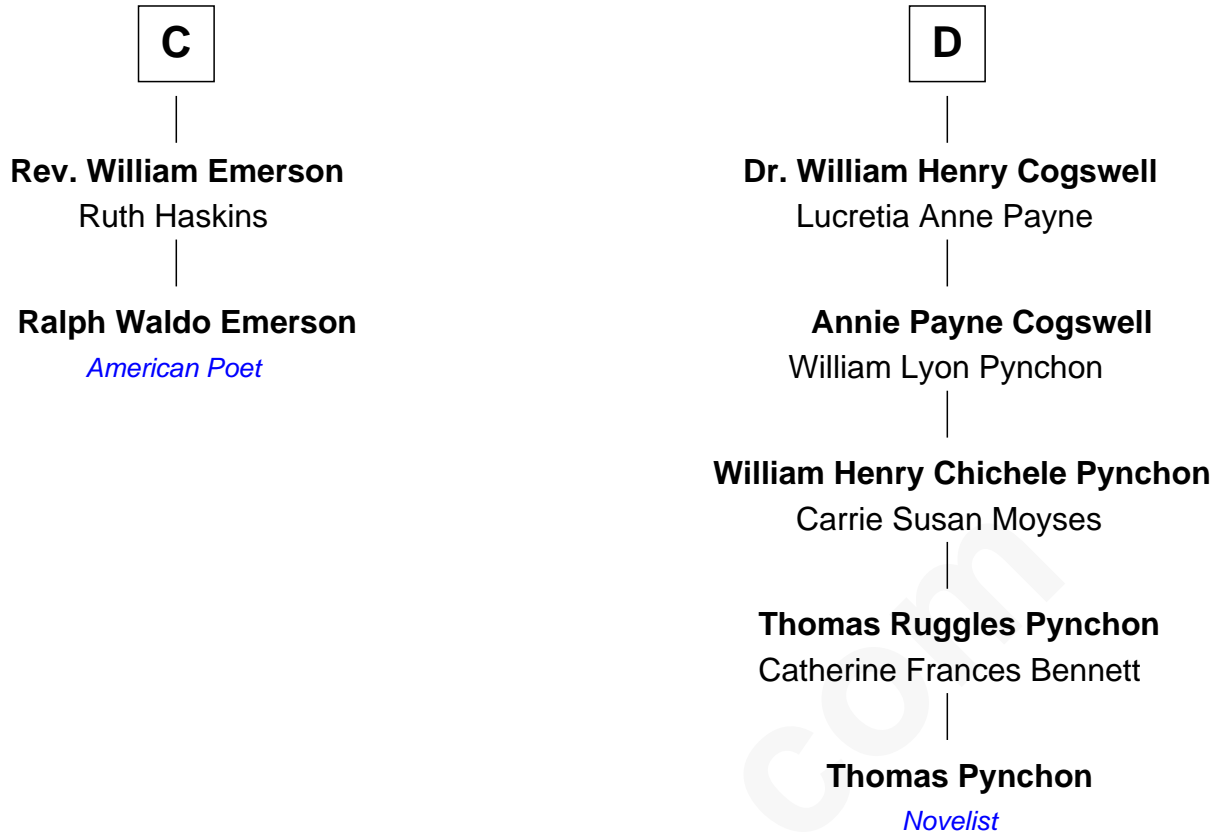 C
Rev. William Emerson
Ruth Haskins
Ralph Waldo Emerson
American Poet
D
Dr. William Henry Cogswell
Lucretia Anne Payne
Annie Payne Cogswell
William Lyon Pynchon
William Henry Chichele Pynchon
Carrie Susan Moyses
Thomas Ruggles Pynchon
Catherine Frances Bennett
Thomas Pynchon
Novelist
com